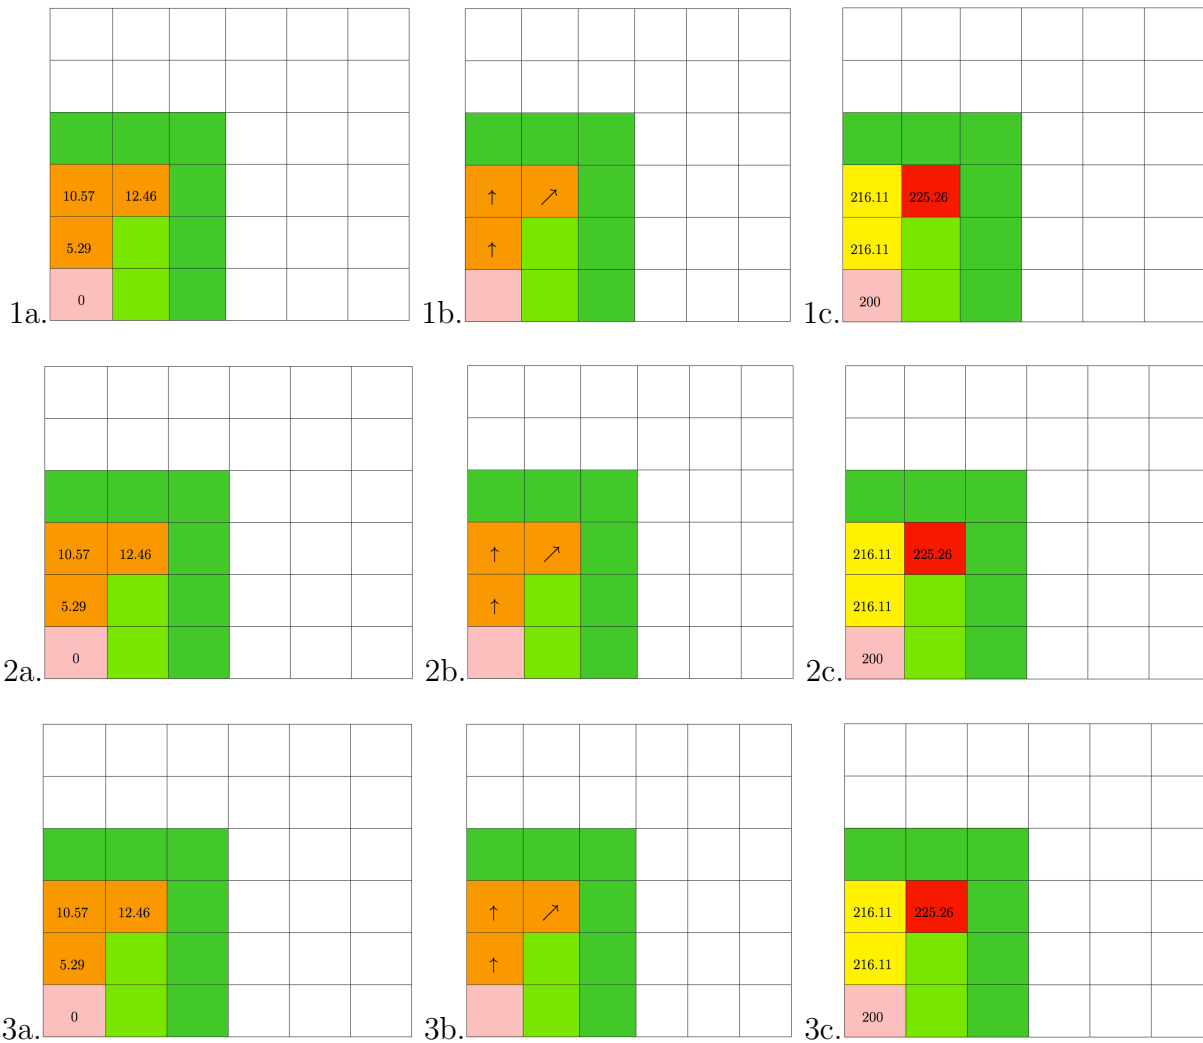 10.57 12.46 ↑ ↗ 216.11 225.26
5.29 ↑ 216.11
0 200
1a. 1b. 1c.
10.57 12.46 ↑ ↗ 216.11 225.26
5.29 ↑ 216.11
0 200
2a. 2b. 2c.
10.57 12.46 ↑ ↗ 216.11 225.26
5.29 ↑ 216.11
0 200
3a. 3b. 3c.